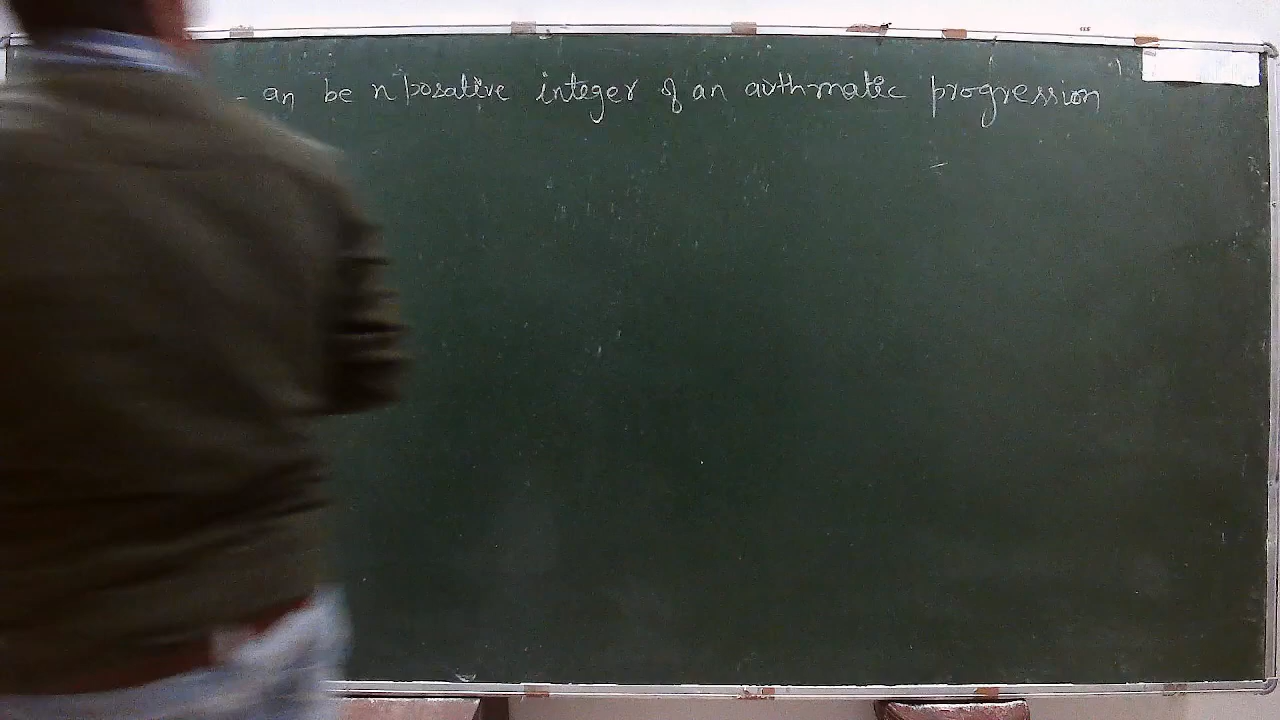 - an be n posative integer of an arithmatic progression